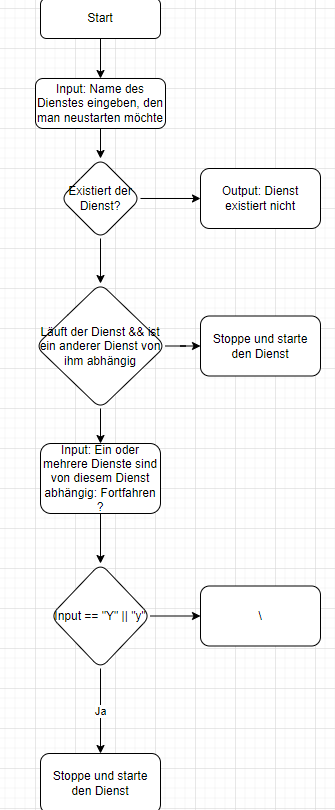 Start
Input: Name des
Dienstes eingeben, den
man neustarten möchte
Existiert der
Dienst?
Output: Dienst
existiert nicht
Läuft der Dienst && ist
ein anderer Dienst von
ihm abhängig
Stoppe und starte
den Dienst
Input: Ein oder
mehrere Dienste sind
von diesem Dienst
abhängig: Fortfahren
?
Input == "Y" || "y"
\
Ja
Stoppe und starte
den Dienst